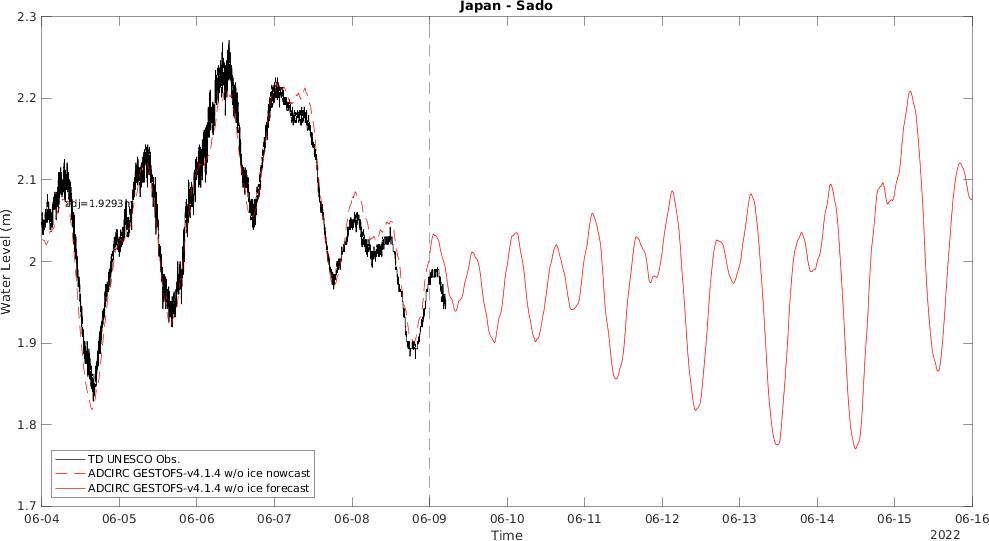 Japan - Sado
2.3
2.2
2.1
2
1.9
1.8
1.7
Water Level (m)
adj=1.9293m
TD UNESCO Obs.
ADCIRC GESTOFS-v4.1.4 w/o ice nowcast
ADCIRC GESTOFS-v4.1.4 w/o ice forecast
06-04 06-05 06-06 06-07 06-08 06-09 06-10 06-11 06-12 06-13 06-14 06-15 06-16
Time
2022